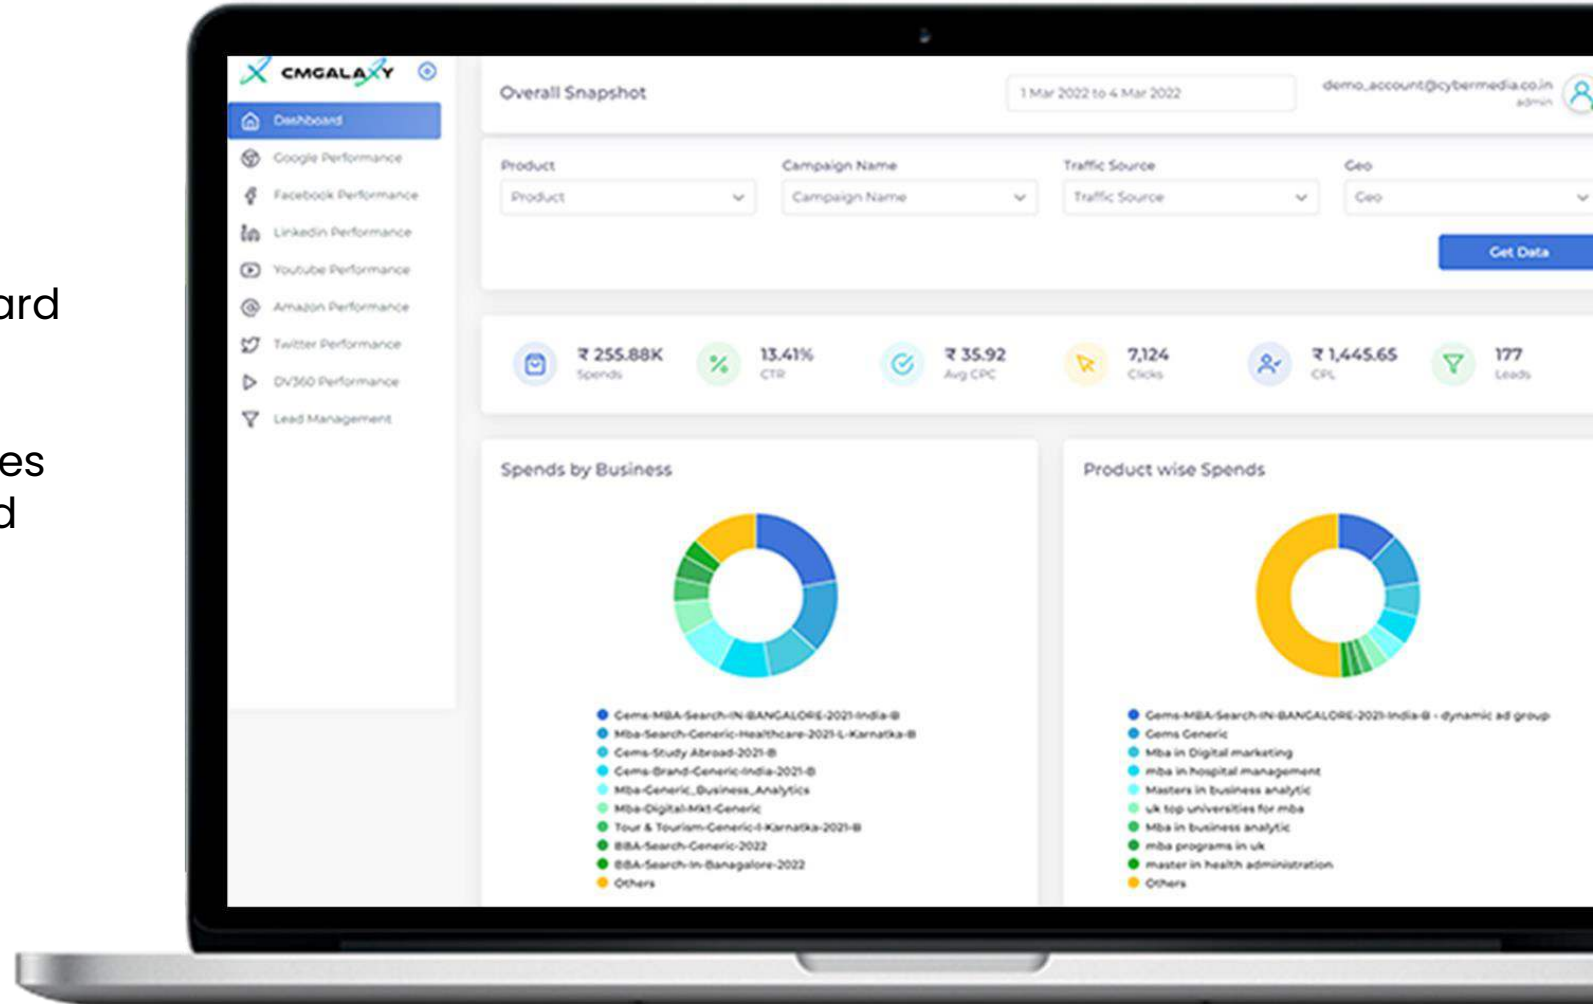 ard
es
d
CMGALAXY
Dashboard
Google Performance
Facebook Performance
Linkedin Performance
Youtube Performance
Amazon Performance
Twitter Performance
DV360 Performance
Lead Management
Overall Snapshot
1 Mar 2022 to 4 Mar 2022
demo_account@cybermedia.co.in
admin
Product
Campaign Name
Traffic Source
Geo
Product
Campaign Name
Traffic Source
Geo
Get Data
₹ 255.88K
Spends
13.41%
CTR
₹ 35.92
Avg CPC
7,124
Clicks
₹ 1,445.65
CPL
177
Leads
Spends by Business
Gems-MBA-Search-IN-BANGALORE-2021-India-B
Mba-Search-Generic-Healthcare-2021-L-Karnatka-B
Gems-Study Abroad-2021-B
Gems-Brand-Generic-India-2021-B
Mba-Generic_Business_Analytics
Mba-Digital-Mkt-Generic
Tour & Tourism-Generic-I-Karnatka-2021-B
BBA-Search-Generic-2022
BBA-Search-In-Banagalore-2022
Others
Product wise Spends
Gems-MBA-Search-IN-BANGALORE-2021-India-B - dynamic ad group
Gems Generic
Mba in Digital marketing
mba in hospital management
Masters in business analytic
uk top universities for mba
Mba in business analytic
mba programs in uk
master in health administration
Others